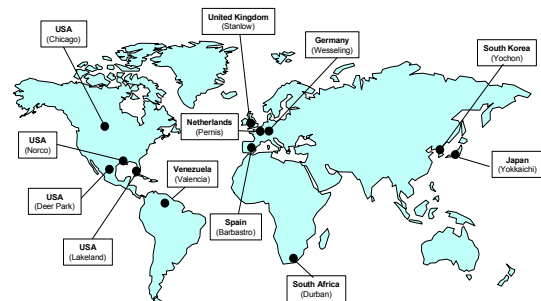 United Kingdom
(Stanlow)
USA
(Chicago)
Germany
(Wesseling)
South Korea
(Yochon)
Netherlands
(Pernis)
USA
(Norco)
Venezuela
(Valencia)
Japan
(Yokkaichi)
USA
(Deer Park)
Spain
(Barbastro)
USA
(Lakeland)
South Africa
(Durban)